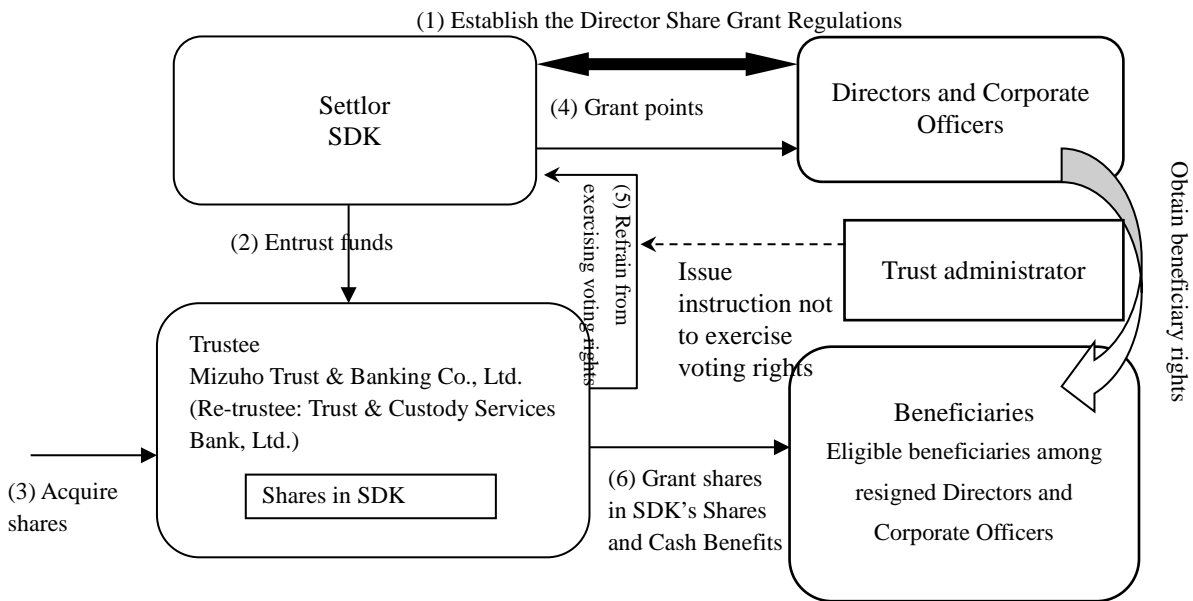 (1) Establish the Director Share Grant Regulations
Settlor
SDK
(4) Grant points
Directors and Corporate
Officers
Obtain beneficiary rights
(2) Entrust funds
(5) Refrain from
exercising voting rights
Issue
instruction not
to exercise
voting rights
Trust administrator
Trustee
Mizuho Trust & Banking Co., Ltd.
(Re-trustee: Trust & Custody Services
Bank, Ltd.)
Shares in SDK
(3) Acquire
shares
(6) Grant shares
in SDK’s Shares
and Cash Benefits
Beneficiaries
Eligible beneficiaries among
resigned Directors and
Corporate Officers